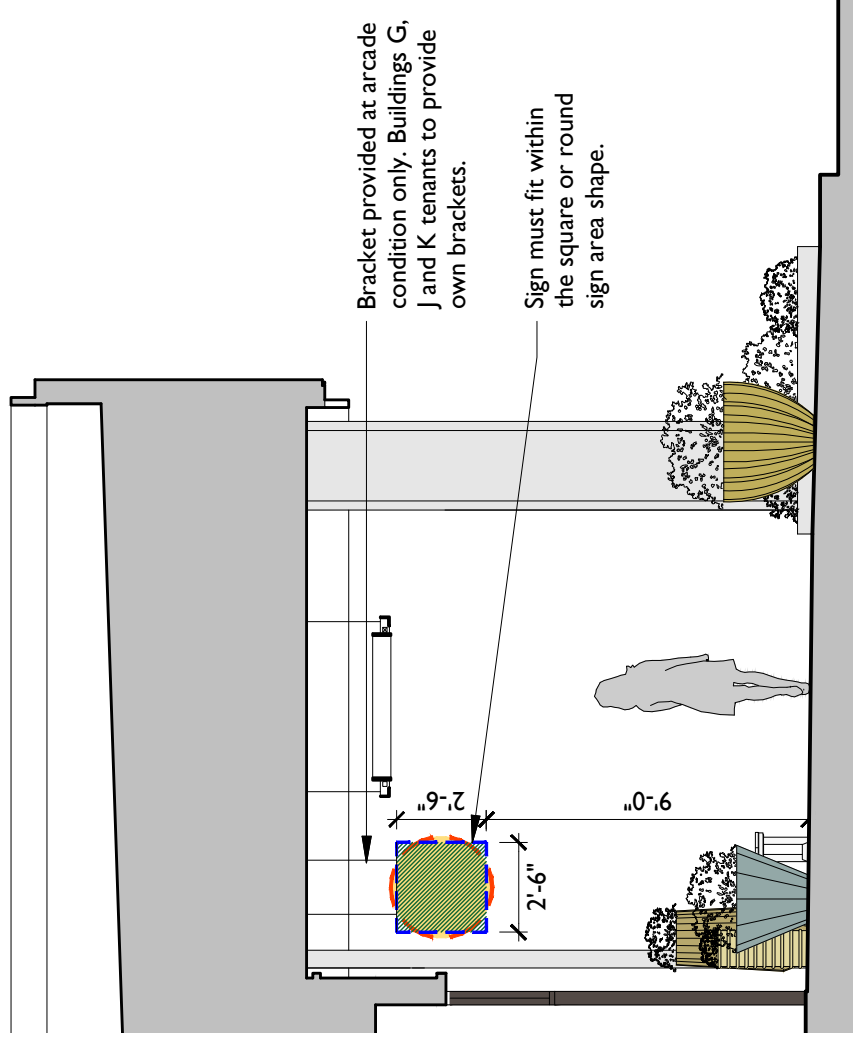 Bracket provided at arcade
condition only. Buildings G,
J and K tenants to provide
own brackets.
Sign must fit within
the square or round
sign area shape.
2'-6"
9'-0"
2'-6"